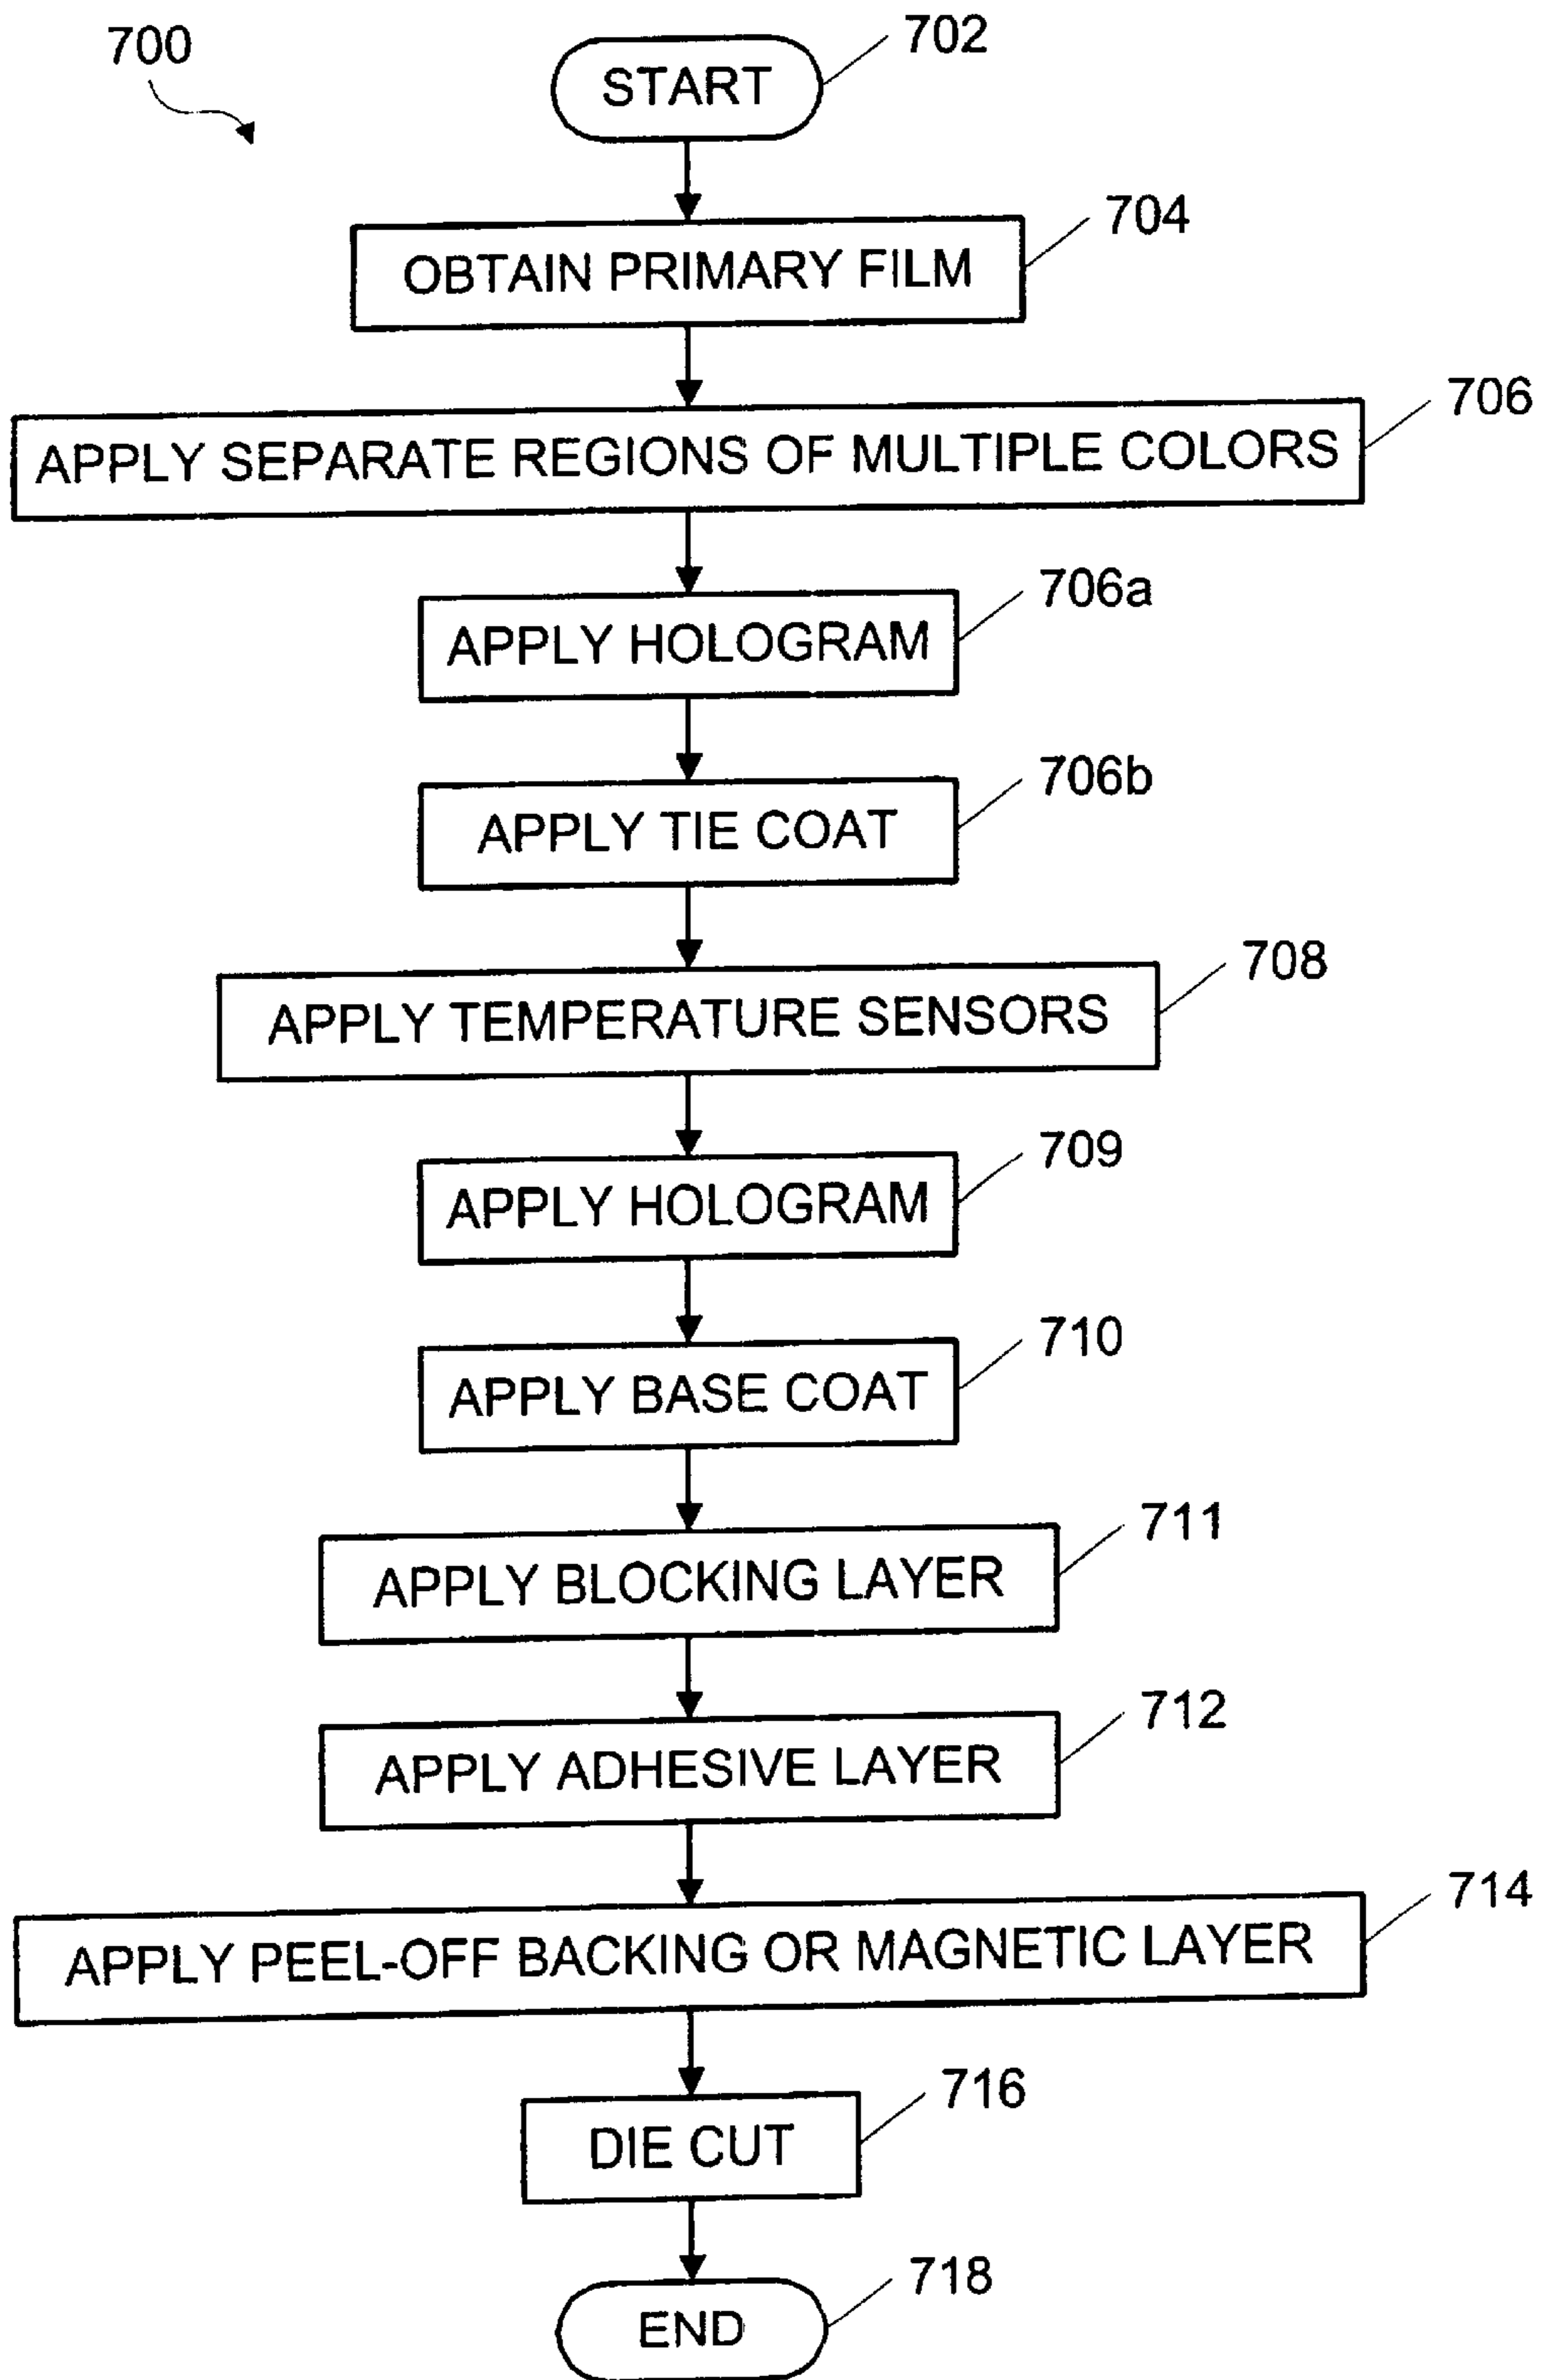 700
702
START
704
OBTAIN PRIMARY FILM
706
APPLY SEPARATE REGIONS OF MULTIPLE COLORS
706a
APPLY HOLOGRAM
706b
APPLY TIE COAT
708
APPLY TEMPERATURE SENSORS
709
APPLY HOLOGRAM
710
APPLY BASE COAT
711
APPLY BLOCKING LAYER
712
APPLY ADHESIVE LAYER
714
APPLY PEEL-OFF BACKING OR MAGNETIC LAYER
716
DIE CUT
718
END